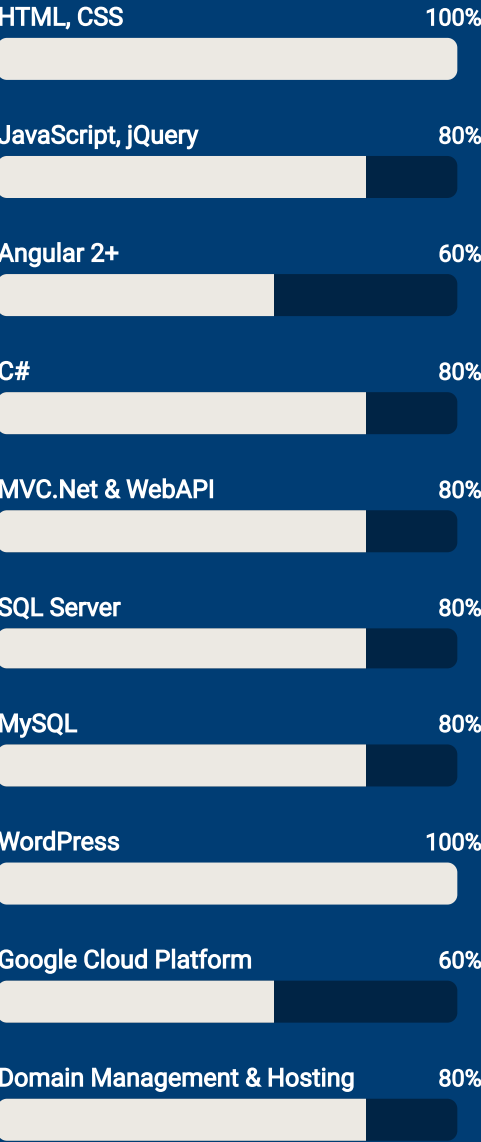 HTML, CSS 100%
JavaScript, jQuery 80%
Angular 2+ 60%
C# 80%
MVC.Net & WebAPI 80%
SQL Server 80%
MySQL 80%
WordPress 100%
Google Cloud Platform 60%
Domain Management & Hosting 80%